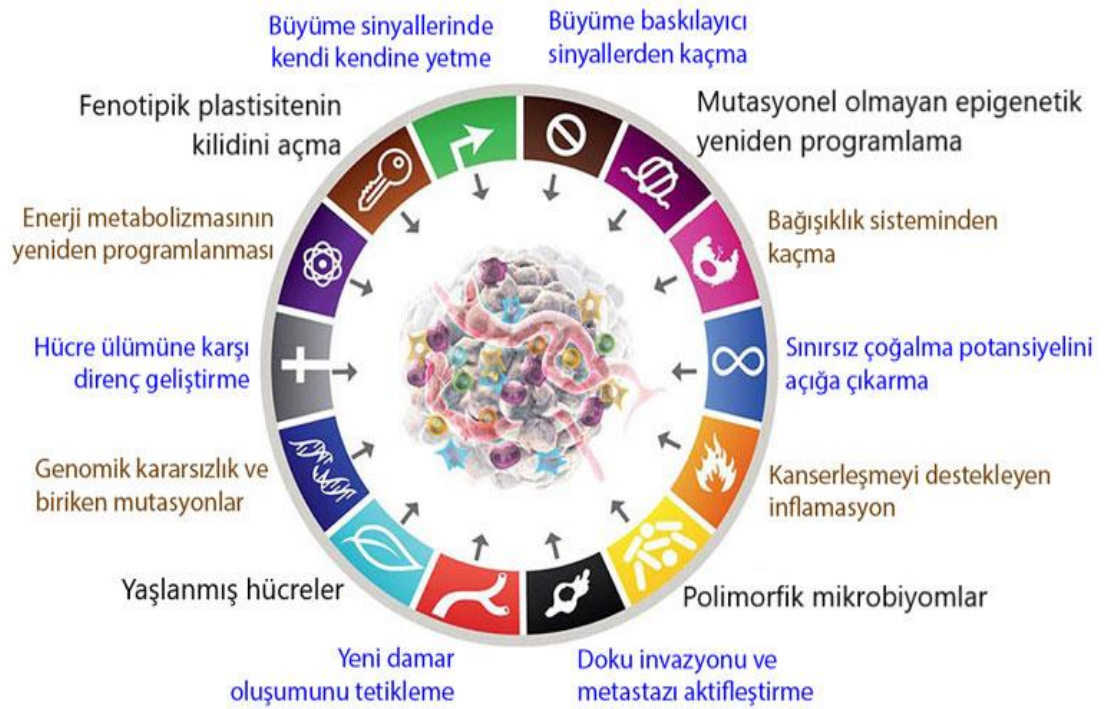 Büyüme sinyallerinde
kendi kendine yetme
Büyüme baskılayıcı
sinyallerden kaçma
Fenotipik plastisitenin
kilidini açma
Mutasyonel olmayan epigenetik
yeniden programlama
Enerji metabolizmasının
yeniden programlanması
Bağışıklık sisteminden
kaçma
Hücre ülümüne karşı
direnç geliştirme
Sınırsız çoğalma potansiyelini
açığa çıkarma
Genomik kararsızlık ve
biriken mutasyonlar
Kanserleşmeyi destekleyen
inflamasyon
Yaşlanmış hücreler
Polimorfik mikrobiyomlar
Yeni damar
oluşumunu tetikleme
Doku invazyonu ve
metastazı aktifleştirme